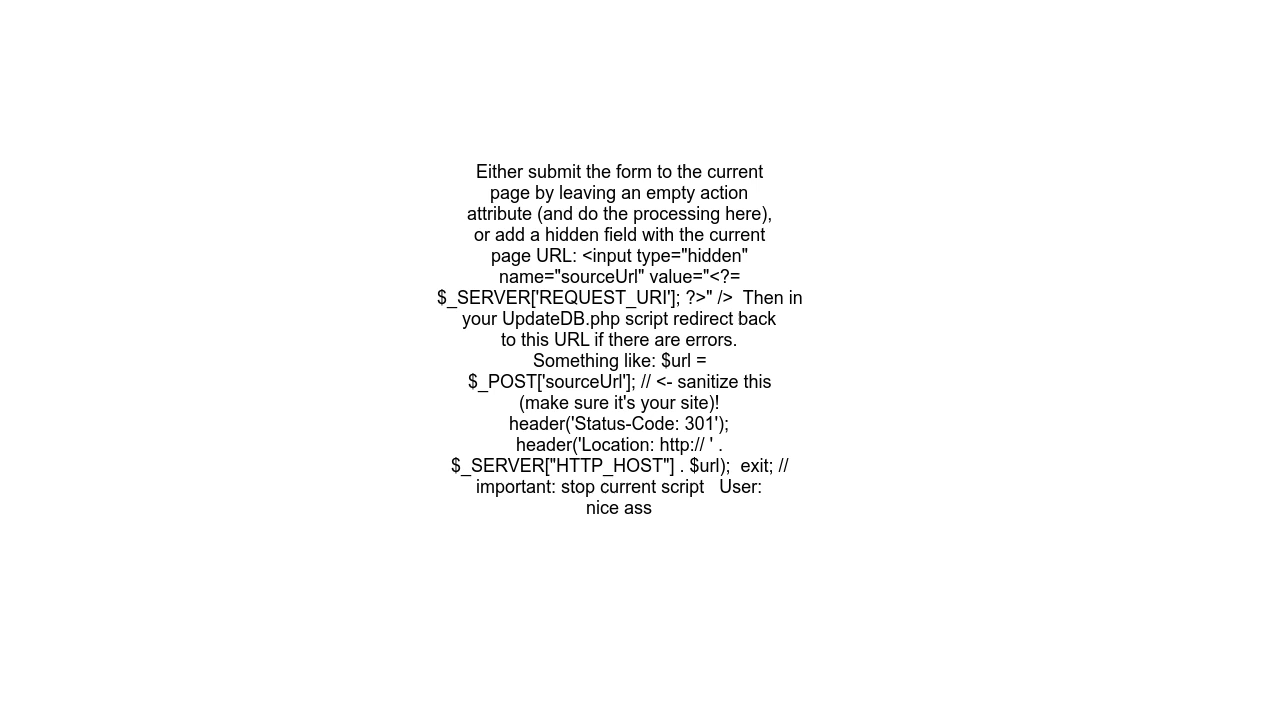 Either submit the form to the current
page by leaving an empty action
attribute (and do the processing here),
or add a hidden field with the current
page URL: <input type="hidden"
name="sourceUrl" value="<?=
$_SERVER['REQUEST_URI']; ?>" />  Then in
your UpdateDB.php script redirect back
to this URL if there are errors.
Something like: $url =
$_POST['sourceUrl']; // <- sanitize this
(make sure it's your site)!
header('Status-Code: 301');
header('Location: http:// ' .
$_SERVER["HTTP_HOST"] . $url);  exit; //
important: stop current script   User:
nice ass